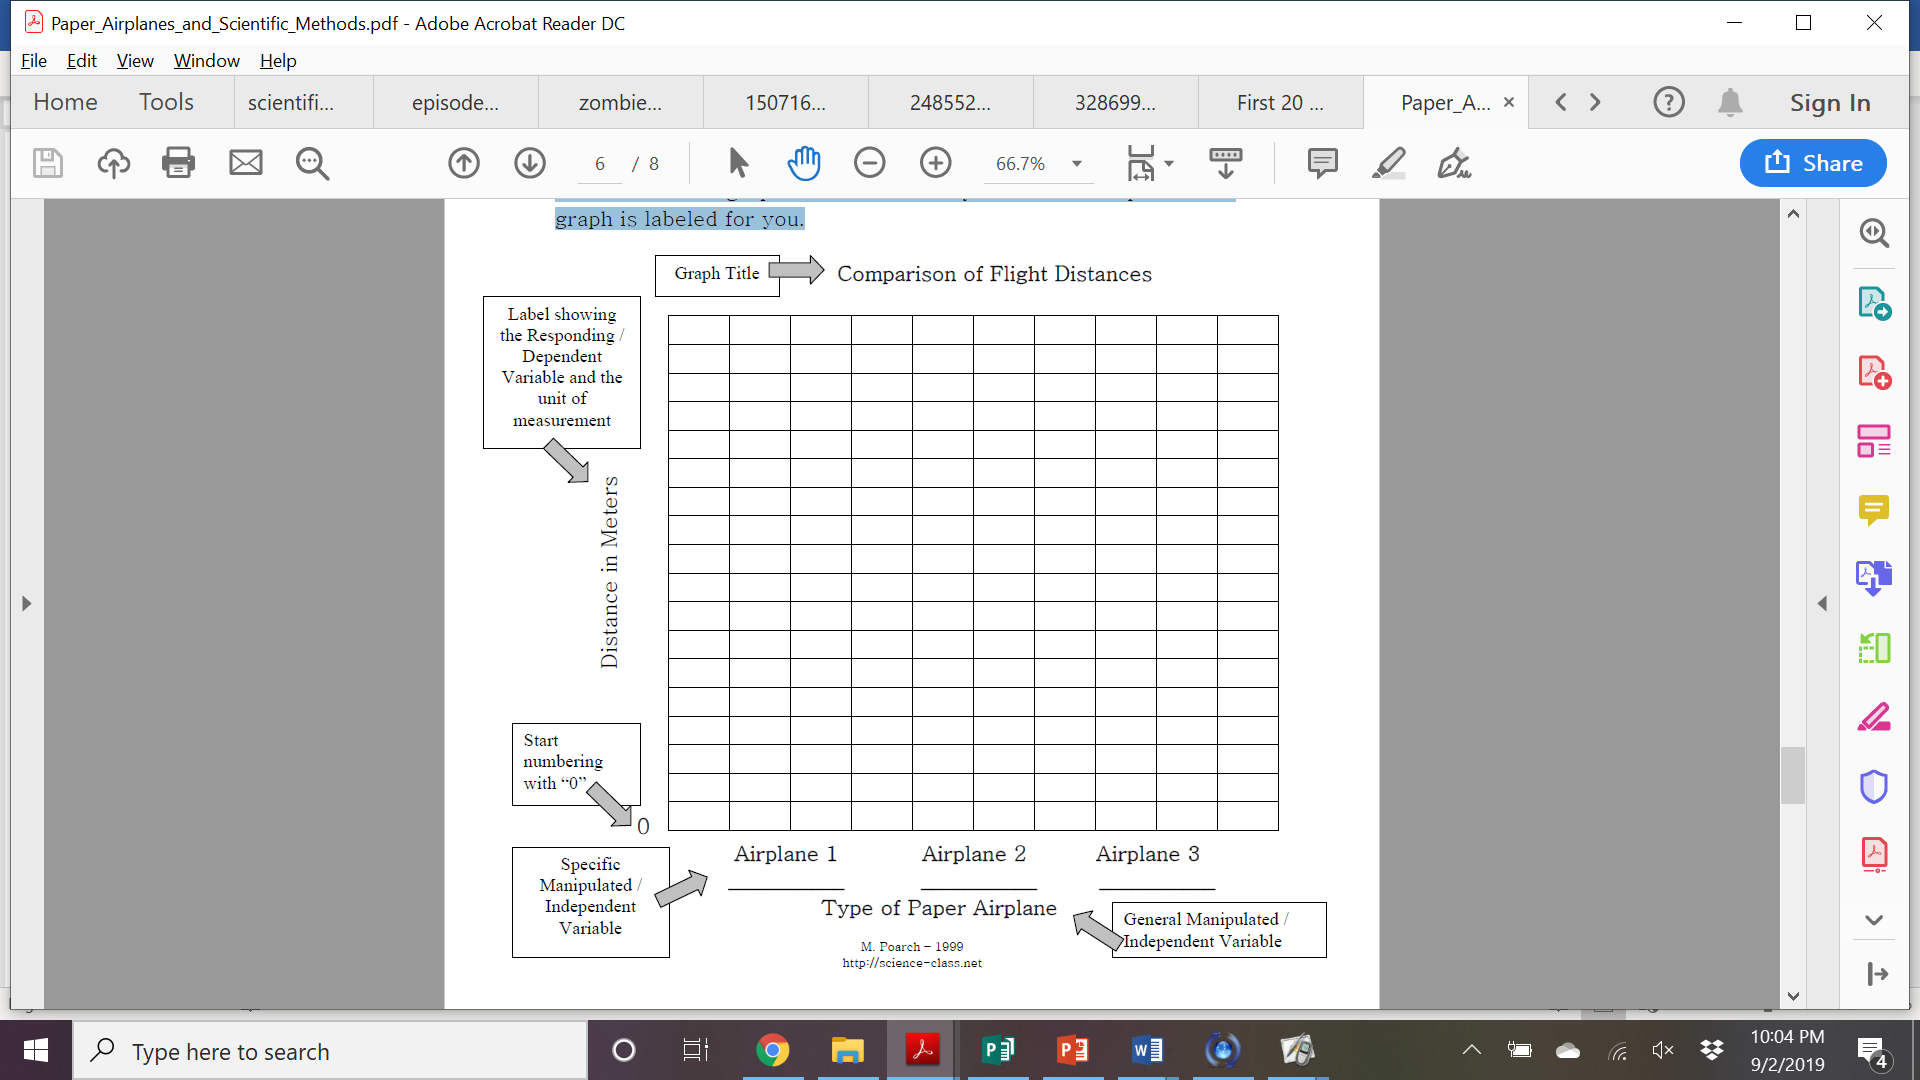 Paper_Airplanes_and_Scientific_Methods.pdf - Adobe Acrobat Reader DC
File Edit View Window Help
Home Tools scientifi... episode... zombie... 150716... 248552... 328699... First 20 ... Paper_A... × Sign In
6 / 8 66.7% Share
graph is labeled for you.
Graph Title
Comparison of Flight Distances
Label showing
the Responding /
Dependent
Variable and the
unit of
measurement
Distance in Meters
Start
numbering
with “0”
0
Airplane 1 Airplane 2 Airplane 3
Specific
Manipulated /
Independent
Variable
Type of Paper Airplane
General Manipulated /
Independent Variable
M. Poarch – 1999
http://science-class.net
Type here to search
10:04 PM
9/2/2019
4